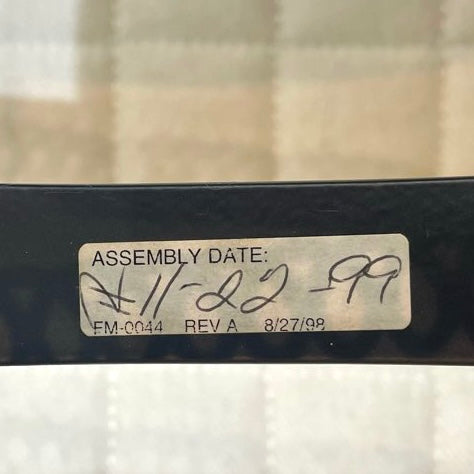 ASSEMBLY DATE:
11-22-99
FM-0044 REV A 8/27/98